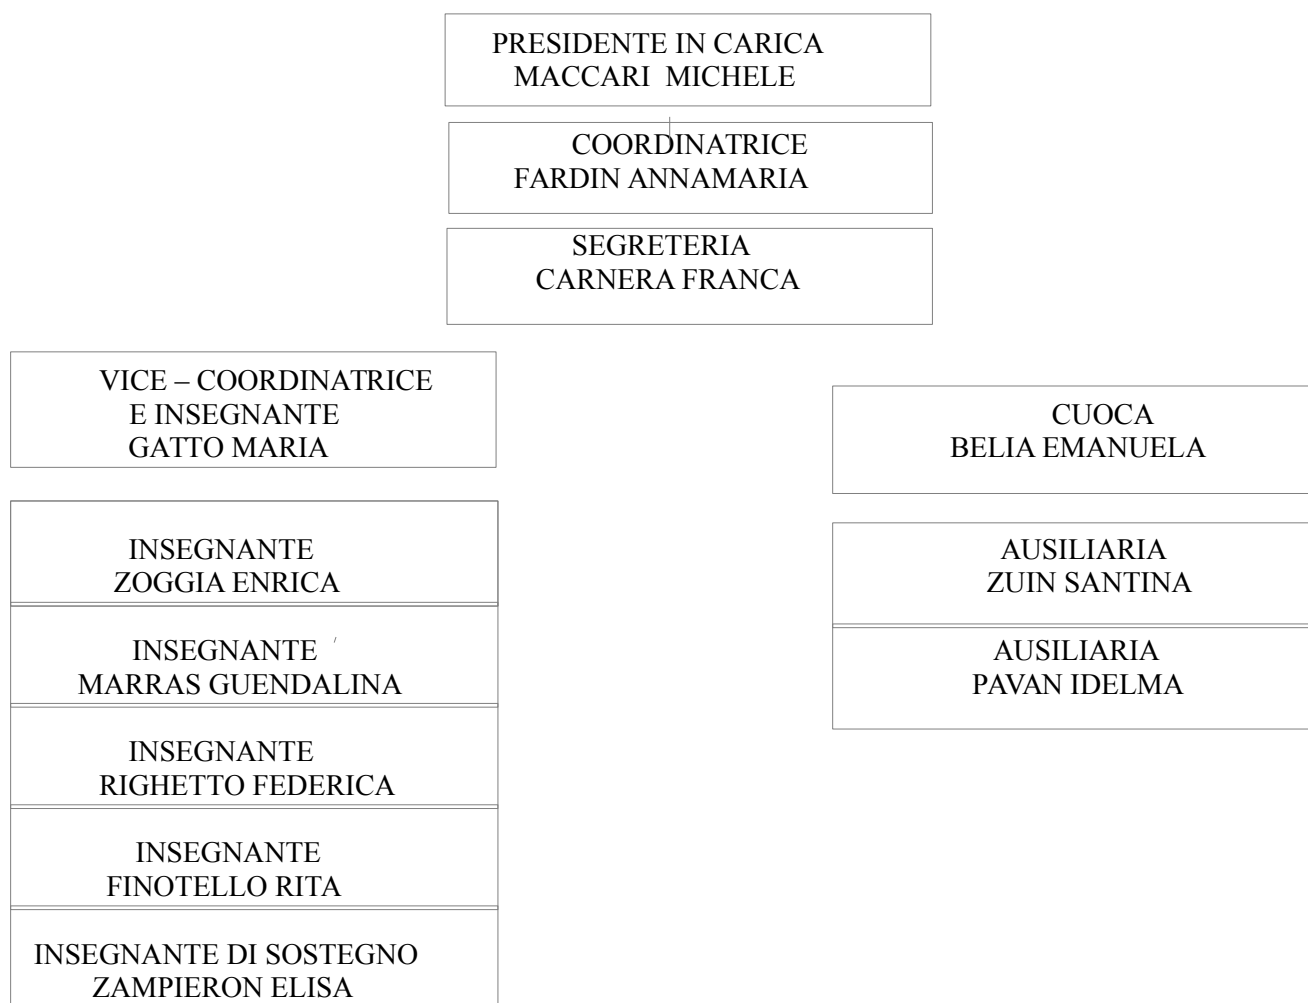 PRESIDENTE IN CARICA
MACCARI MICHELE
COORDINATRICE
FARDIN ANNAMARIA
SEGRETERIA
CARNERA FRANCA
VICE – COORDINATRICE
E INSEGNANTE
GATTO MARIA
INSEGNANTE
ZOGGIA ENRICA
INSEGNANTE
MARRAS GUENDALINA
INSEGNANTE
RIGHETTO FEDERICA
INSEGNANTE
FINOTELLO RITA
INSEGNANTE DI SOSTEGNO
ZAMPIERON ELISA
CUOCA
BELIA EMANUELA
AUSILIARIA
ZUIN SANTINA
AUSILIARIA
PAVAN IDELMA